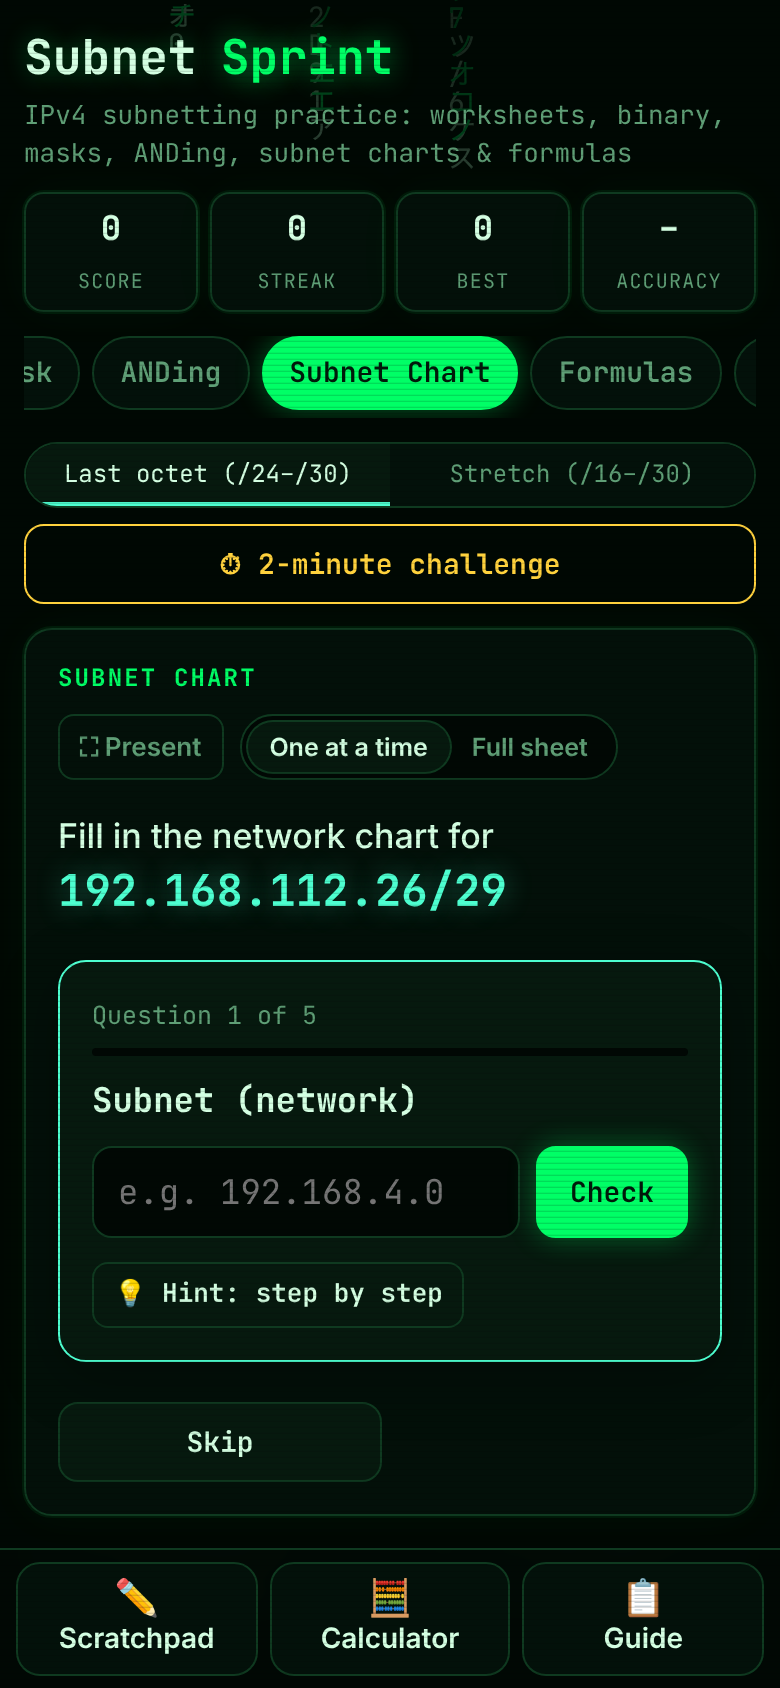 Subnet Sprint
IPv4 subnetting practice: worksheets, binary,
masks, ANDing, subnet charts & formulas
0 0 0 –
SCORE STREAK BEST ACCURACY
sk ANDing Subnet Chart Formulas
Last octet (/24–/30) Stretch (/16–/30)
⏱ 2-minute challenge
SUBNET CHART
⛶ Present One at a time Full sheet
Fill in the network chart for
192.168.112.26/29
Question 1 of 5
Subnet (network)
e.g. 192.168.4.0 Check
💡 Hint: step by step
Skip
✏️ 🧮 📋
Scratchpad Calculator Guide